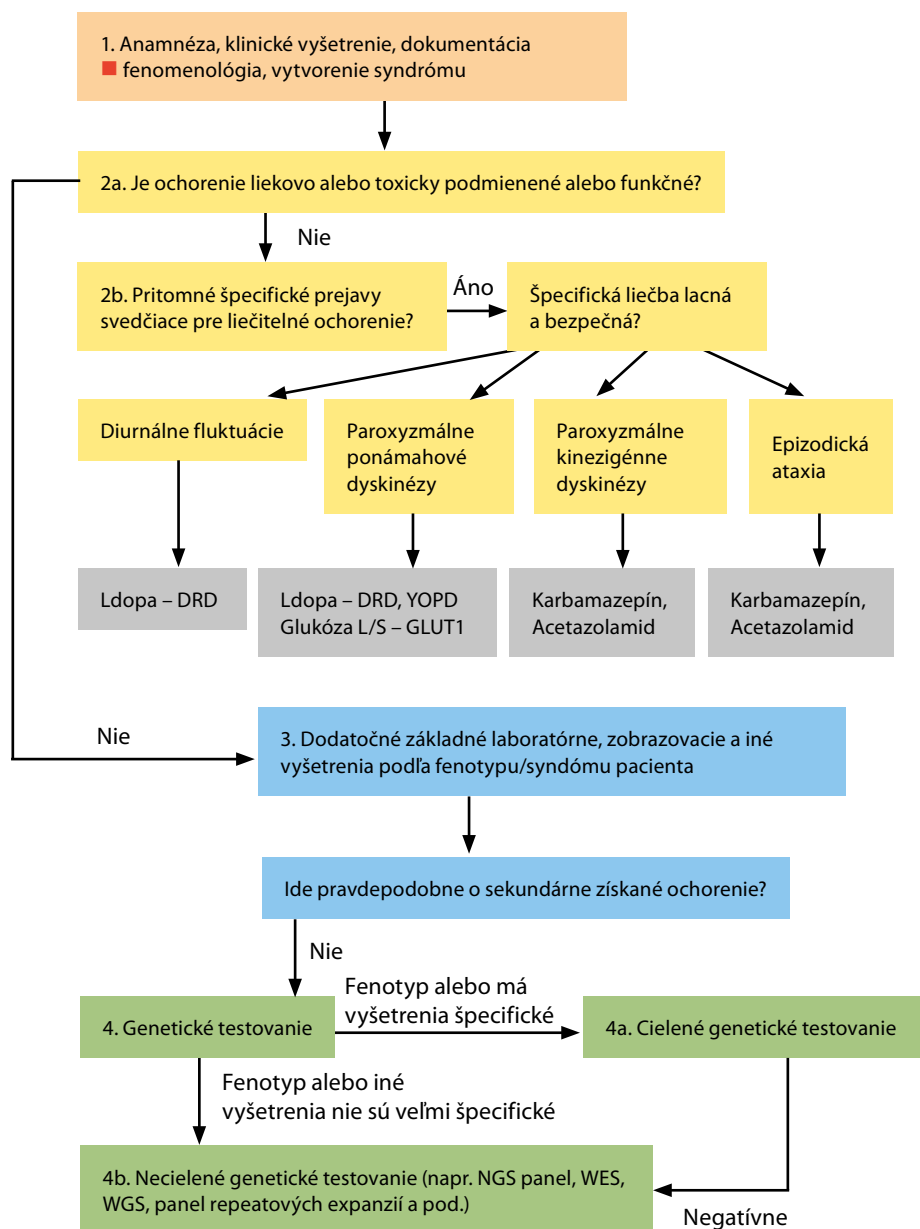 1. Anamnéza, klinické vyšetrenie, dokumentácia
fenomenológia, vytvorenie syndrómu
2a. Je ochorenie liekovo alebo toxicky podmienené alebo funkčné?
Nie
2b. Pritomné špecifické prejavy
svedčiace pre liečiteľné ochorenie?
Áno
Špecifická liečba lacná
a bezpečná?
Diurnálne fluktuácie
Paroxyzmálne
ponámahové
dyskinézy
Paroxyzmálne
kinezigénne
dyskinézy
Epizodická
ataxia
Ldopa – DRD
Ldopa – DRD, YOPD
Glukóza L/S – GLUT1
Karbamazepín,
Acetazolamid
Karbamazepín,
Acetazolamid
Nie
3. Dodatočné základné laboratórne, zobrazovacie a iné
vyšetrenia podľa fenotypu/syndómu pacienta
Ide pravdepodobne o sekundárne získané ochorenie?
Nie
4. Genetické testovanie
Fenotyp alebo má
vyšetrenia špecifické
4a. Cielené genetické testovanie
Fenotyp alebo iné
vyšetrenia nie sú veľmi špecifické
4b. Necielené genetické testovanie (napr. NGS panel, WES,
WGS, panel repeatových expanzií a pod.)
Negatívne